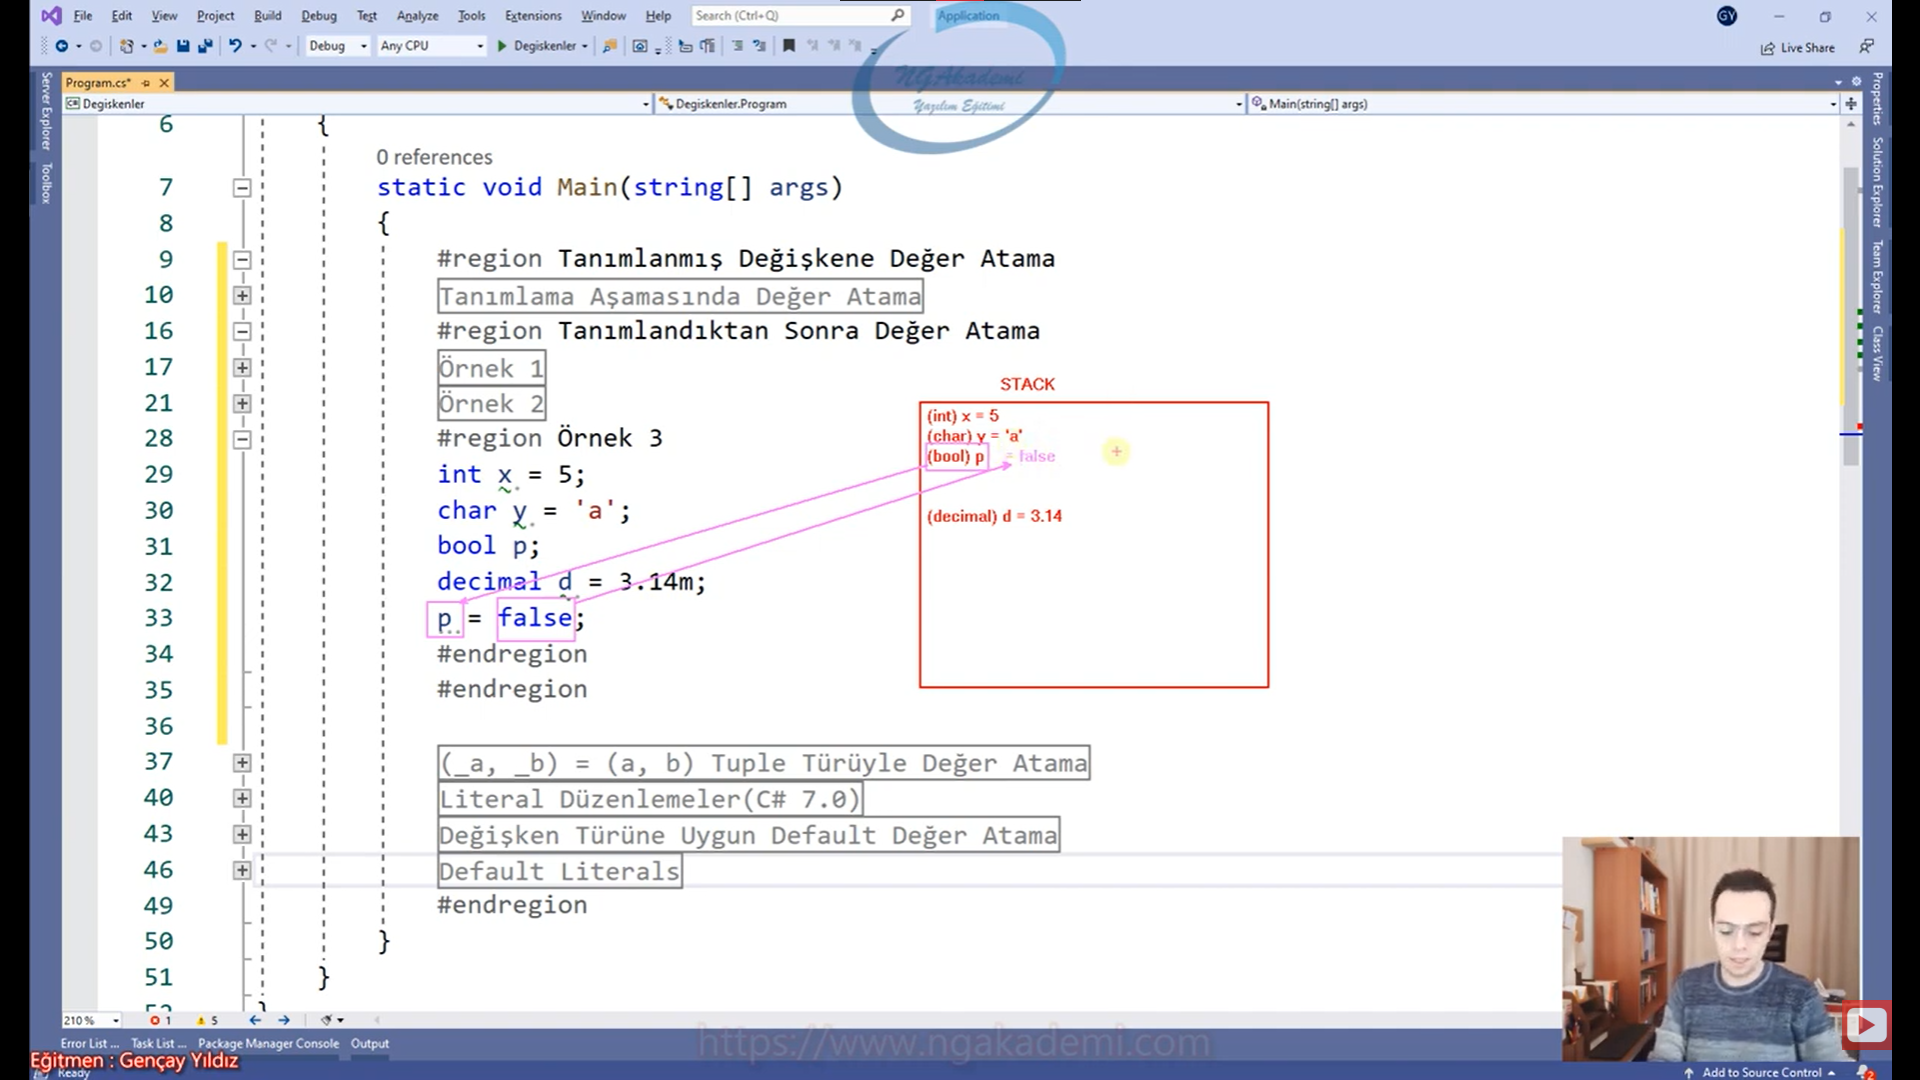 File Edit View Project Build Debug Test Analyze Tools Extensions Window Help Search (Ctrl+Q) Application GY
Debug Any CPU Degiskenler Live Share
NGAkademi
Yazılım Eğitimi
Program.cs*
Degiskenler Degiskenler.Program Main(string[] args)
Server Explorer
Toolbox
Properties
Solution Explorer
Team Explorer
Class View
6 {
0 references
7 static void Main(string[] args)
8 {
9 #region Tanımlanmış Değişkene Değer Atama
10 Tanımlama Aşamasında Değer Atama
16 #region Tanımlandıktan Sonra Değer Atama
17 Örnek 1
21 Örnek 2
28 #region Örnek 3
29 int x = 5;
30 char y = 'a';
31 bool p;
32 decimal d = 3.14m;
33 p = false;
34 #endregion
35 #endregion
36
37 (_a, _b) = (a, b) Tuple Türüyle Değer Atama
40 Literal Düzenlemeler(C# 7.0)
43 Değişken Türüne Uygun Default Değer Atama
46 Default Literals
49 #endregion
50 }
51 }
52 }
STACK
(int) x = 5
(char) y = 'a'
(bool) p = false
(decimal) d = 3.14
210 % 1 5
https://www.ngakademi.com
Error List ... Task List ... Package Manager Console Output
Eğitmen : Gençay Yıldız
Ready Add to Source Control 2